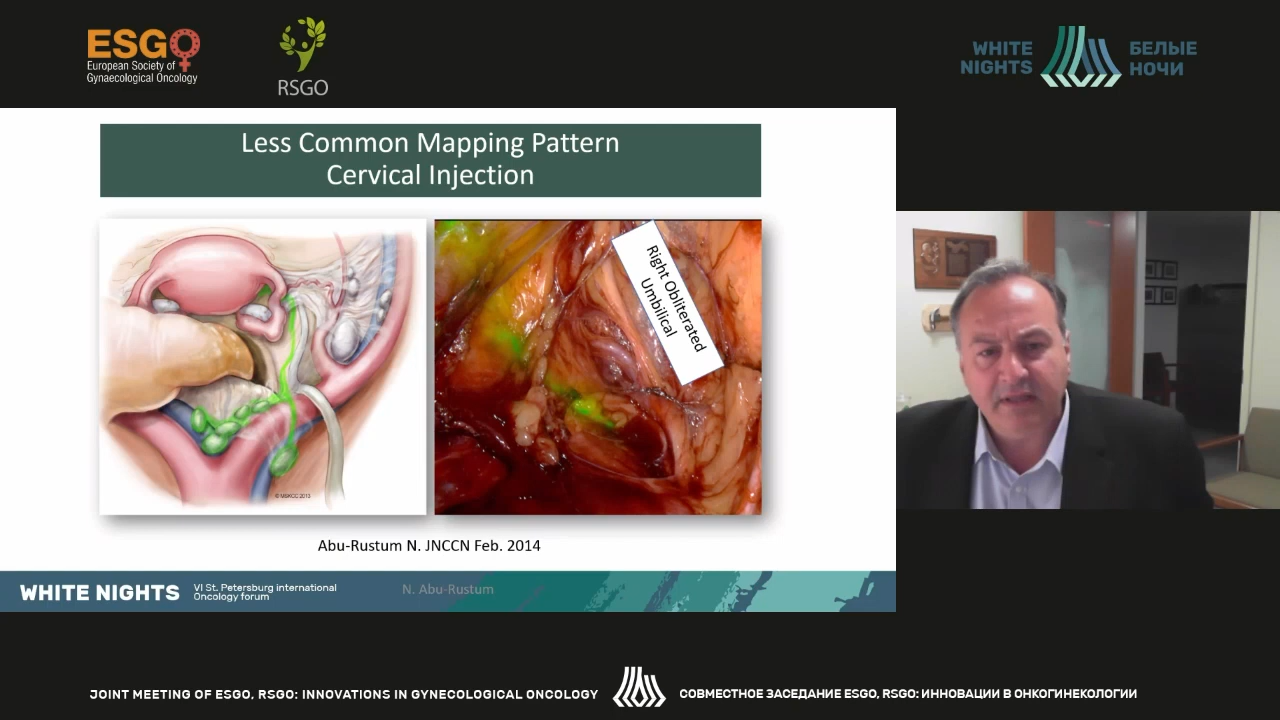 ESGO
European Society of
Gynaecological Oncology
RSGO
WHITE
NIGHTS
БЕЛЫЕ
НОЧИ
Less Common Mapping Pattern
Cervical Injection
Right Obliterated
Umbilical
© MSKCC 2013
Abu-Rustum N. JNCCN Feb. 2014
WHITE NIGHTS
VI St. Petersburg international
Oncology forum
N. Abu-Rustum
JOINT MEETING OF ESGO, RSGO: INNOVATIONS IN GYNECOLOGICAL ONCOLOGY
СОВМЕСТНОЕ ЗАСЕДАНИЕ ESGO, RSGO: ИННОВАЦИИ В ОНКОГИНЕКОЛОГИИ